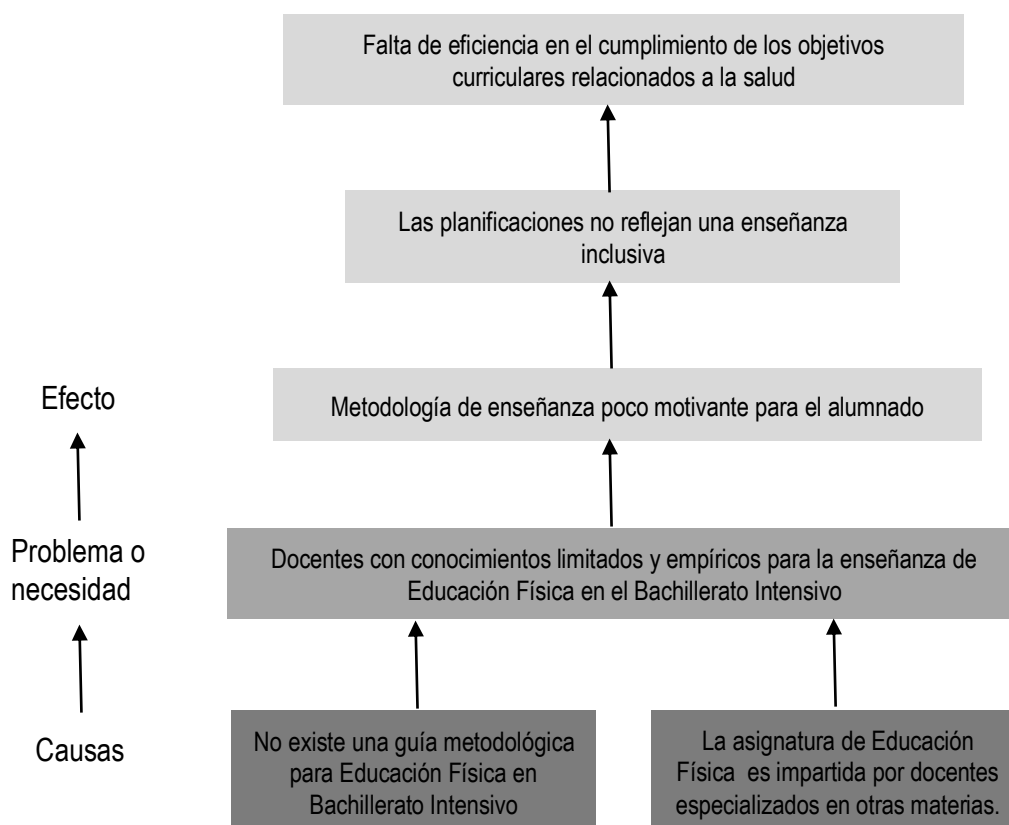 Falta de eficiencia en el cumplimiento de los objetivos
curriculares relacionados a la salud
Las planificaciones no reflejan una enseñanza
inclusiva
Efecto
Metodología de enseñanza poco motivante para el alumnado
Problema o
necesidad
Docentes con conocimientos limitados y empíricos para la enseñanza de
Educación Física en el Bachillerato Intensivo
Causas
No existe una guía metodológica
para Educación Física en
Bachillerato Intensivo
La asignatura de Educación
Física es impartida por docentes
especializados en otras materias.